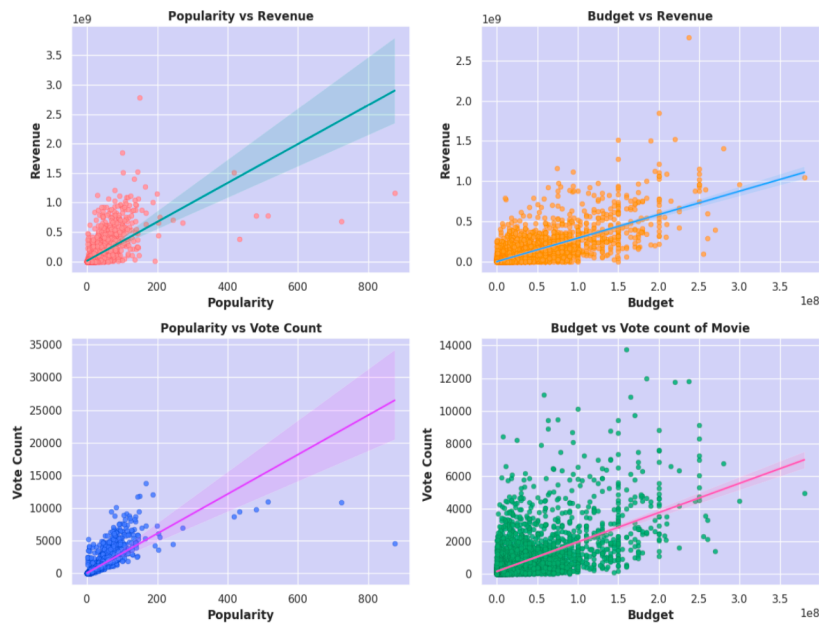 Popularity vs Revenue
1e9
3.5
3.0
2.5
2.0
1.5
1.0
0.5
0.0
Revenue
0 200 400 600 800
Popularity
Budget vs Revenue
1e9
2.5
2.0
1.5
1.0
0.5
0.0
Revenue
0.0 0.5 1.0 1.5 2.0 2.5 3.0 3.5
1e8
Budget
Popularity vs Vote Count
35000
30000
25000
20000
15000
10000
5000
0
Vote Count
0 200 400 600 800
Popularity
Budget vs Vote count of Movie
14000
12000
10000
8000
6000
4000
2000
0
Vote Count
0.0 0.5 1.0 1.5 2.0 2.5 3.0 3.5
1e8
Budget